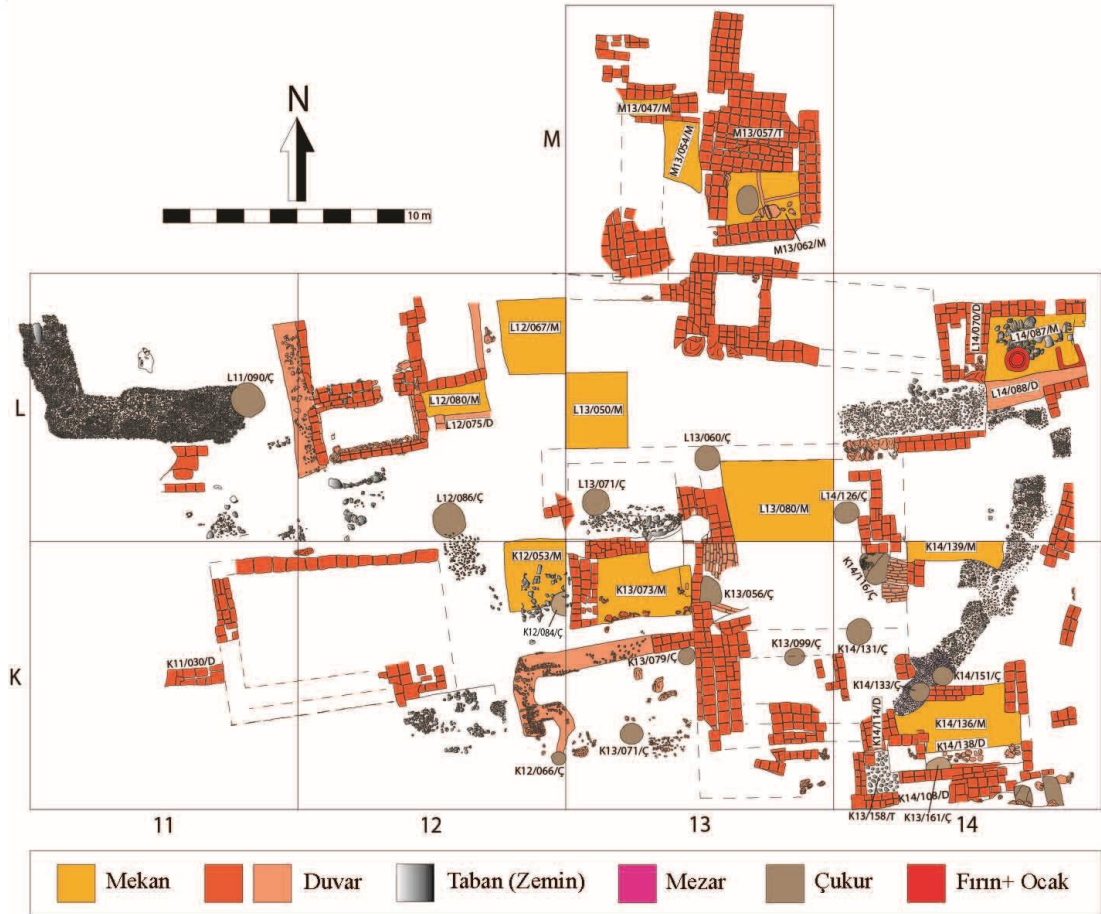 N
10 m
M
M13/047/M
M13/054/M
M13/057/T
M13/062/M
L
L11/090/Ç
L12/067/M
L12/080/M
L12/075/D
L12/086/Ç
L13/050/M
L13/060/Ç
L13/071/Ç
L13/080/M
L14/070/D
L14/087/M
L14/088/D
L14/126/Ç
K
K11/030/D
K12/053/M
K12/084/Ç
K12/066/Ç
K13/073/M
K13/056/Ç
K13/079/Ç
K13/099/Ç
K13/071/Ç
K14/139/M
K14/116/Ç
K14/131/Ç
K14/151/Ç
K14/133/Ç
K14/136/M
K14/114/D
K14/138/D
K14/108/D
K13/158/T
K13/161/Ç
11 12 13 14
Mekan Duvar Taban (Zemin) Mezar Çukur Fırın+ Ocak